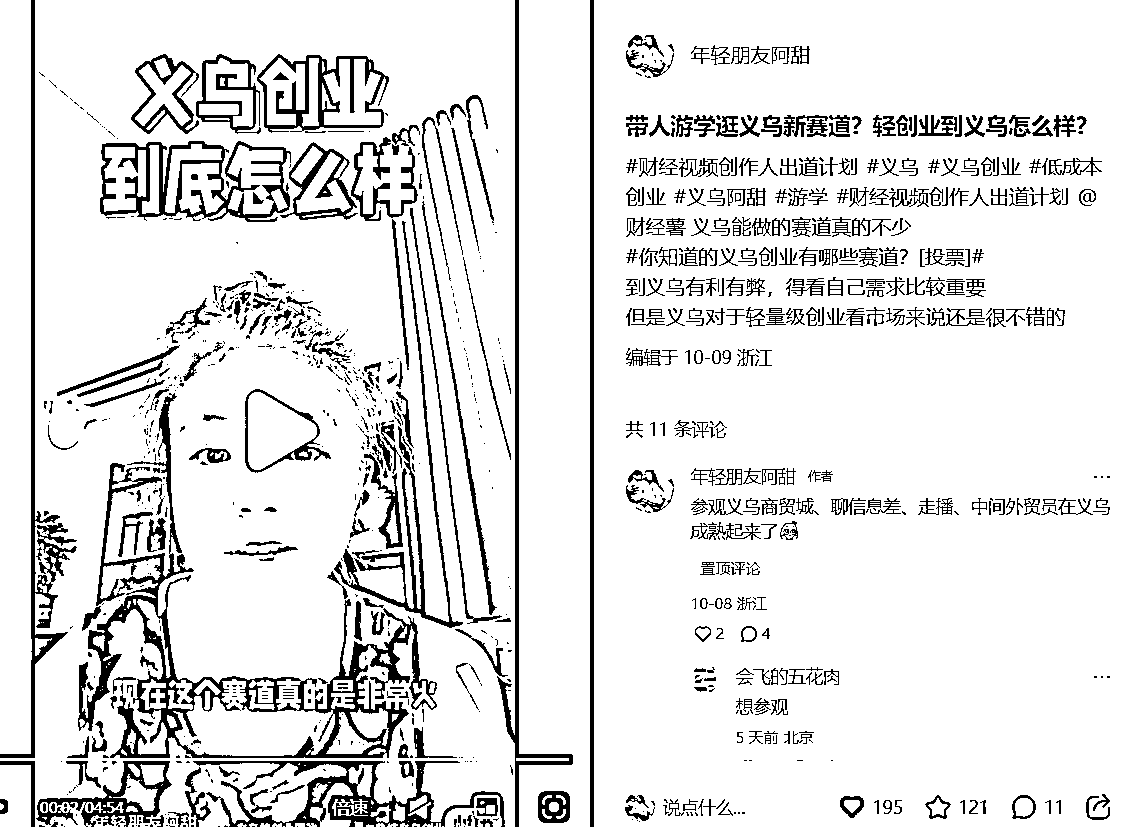 义乌创业
到底怎么样
现在这个赛道真的是非常火
00:02/04:54
倍速
年轻朋友阿甜
年轻朋友阿甜
带人游学逛义乌新赛道？轻创业到义乌怎么样？
#财经视频创作人出道计划 #义乌 #义乌创业 #低成本
创业 #义乌阿甜 #游学 #财经视频创作人出道计划 @
财经薯 义乌能做的赛道真的不少
#你知道的义乌创业有哪些赛道？[投票]#
到义乌有利有弊，得看自己需求比较重要
但是义乌对于轻量级创业看市场来说还是很不错的
编辑于 10-09 浙江
共 11 条评论
年轻朋友阿甜 作者
参观义乌商贸城、聊信息差、走播、中间外贸员在义乌
成熟起来了
置顶评论
10-08 浙江
2 4
会飞的五花肉
想参观
5 天前 北京
说点什么... 195 121 11